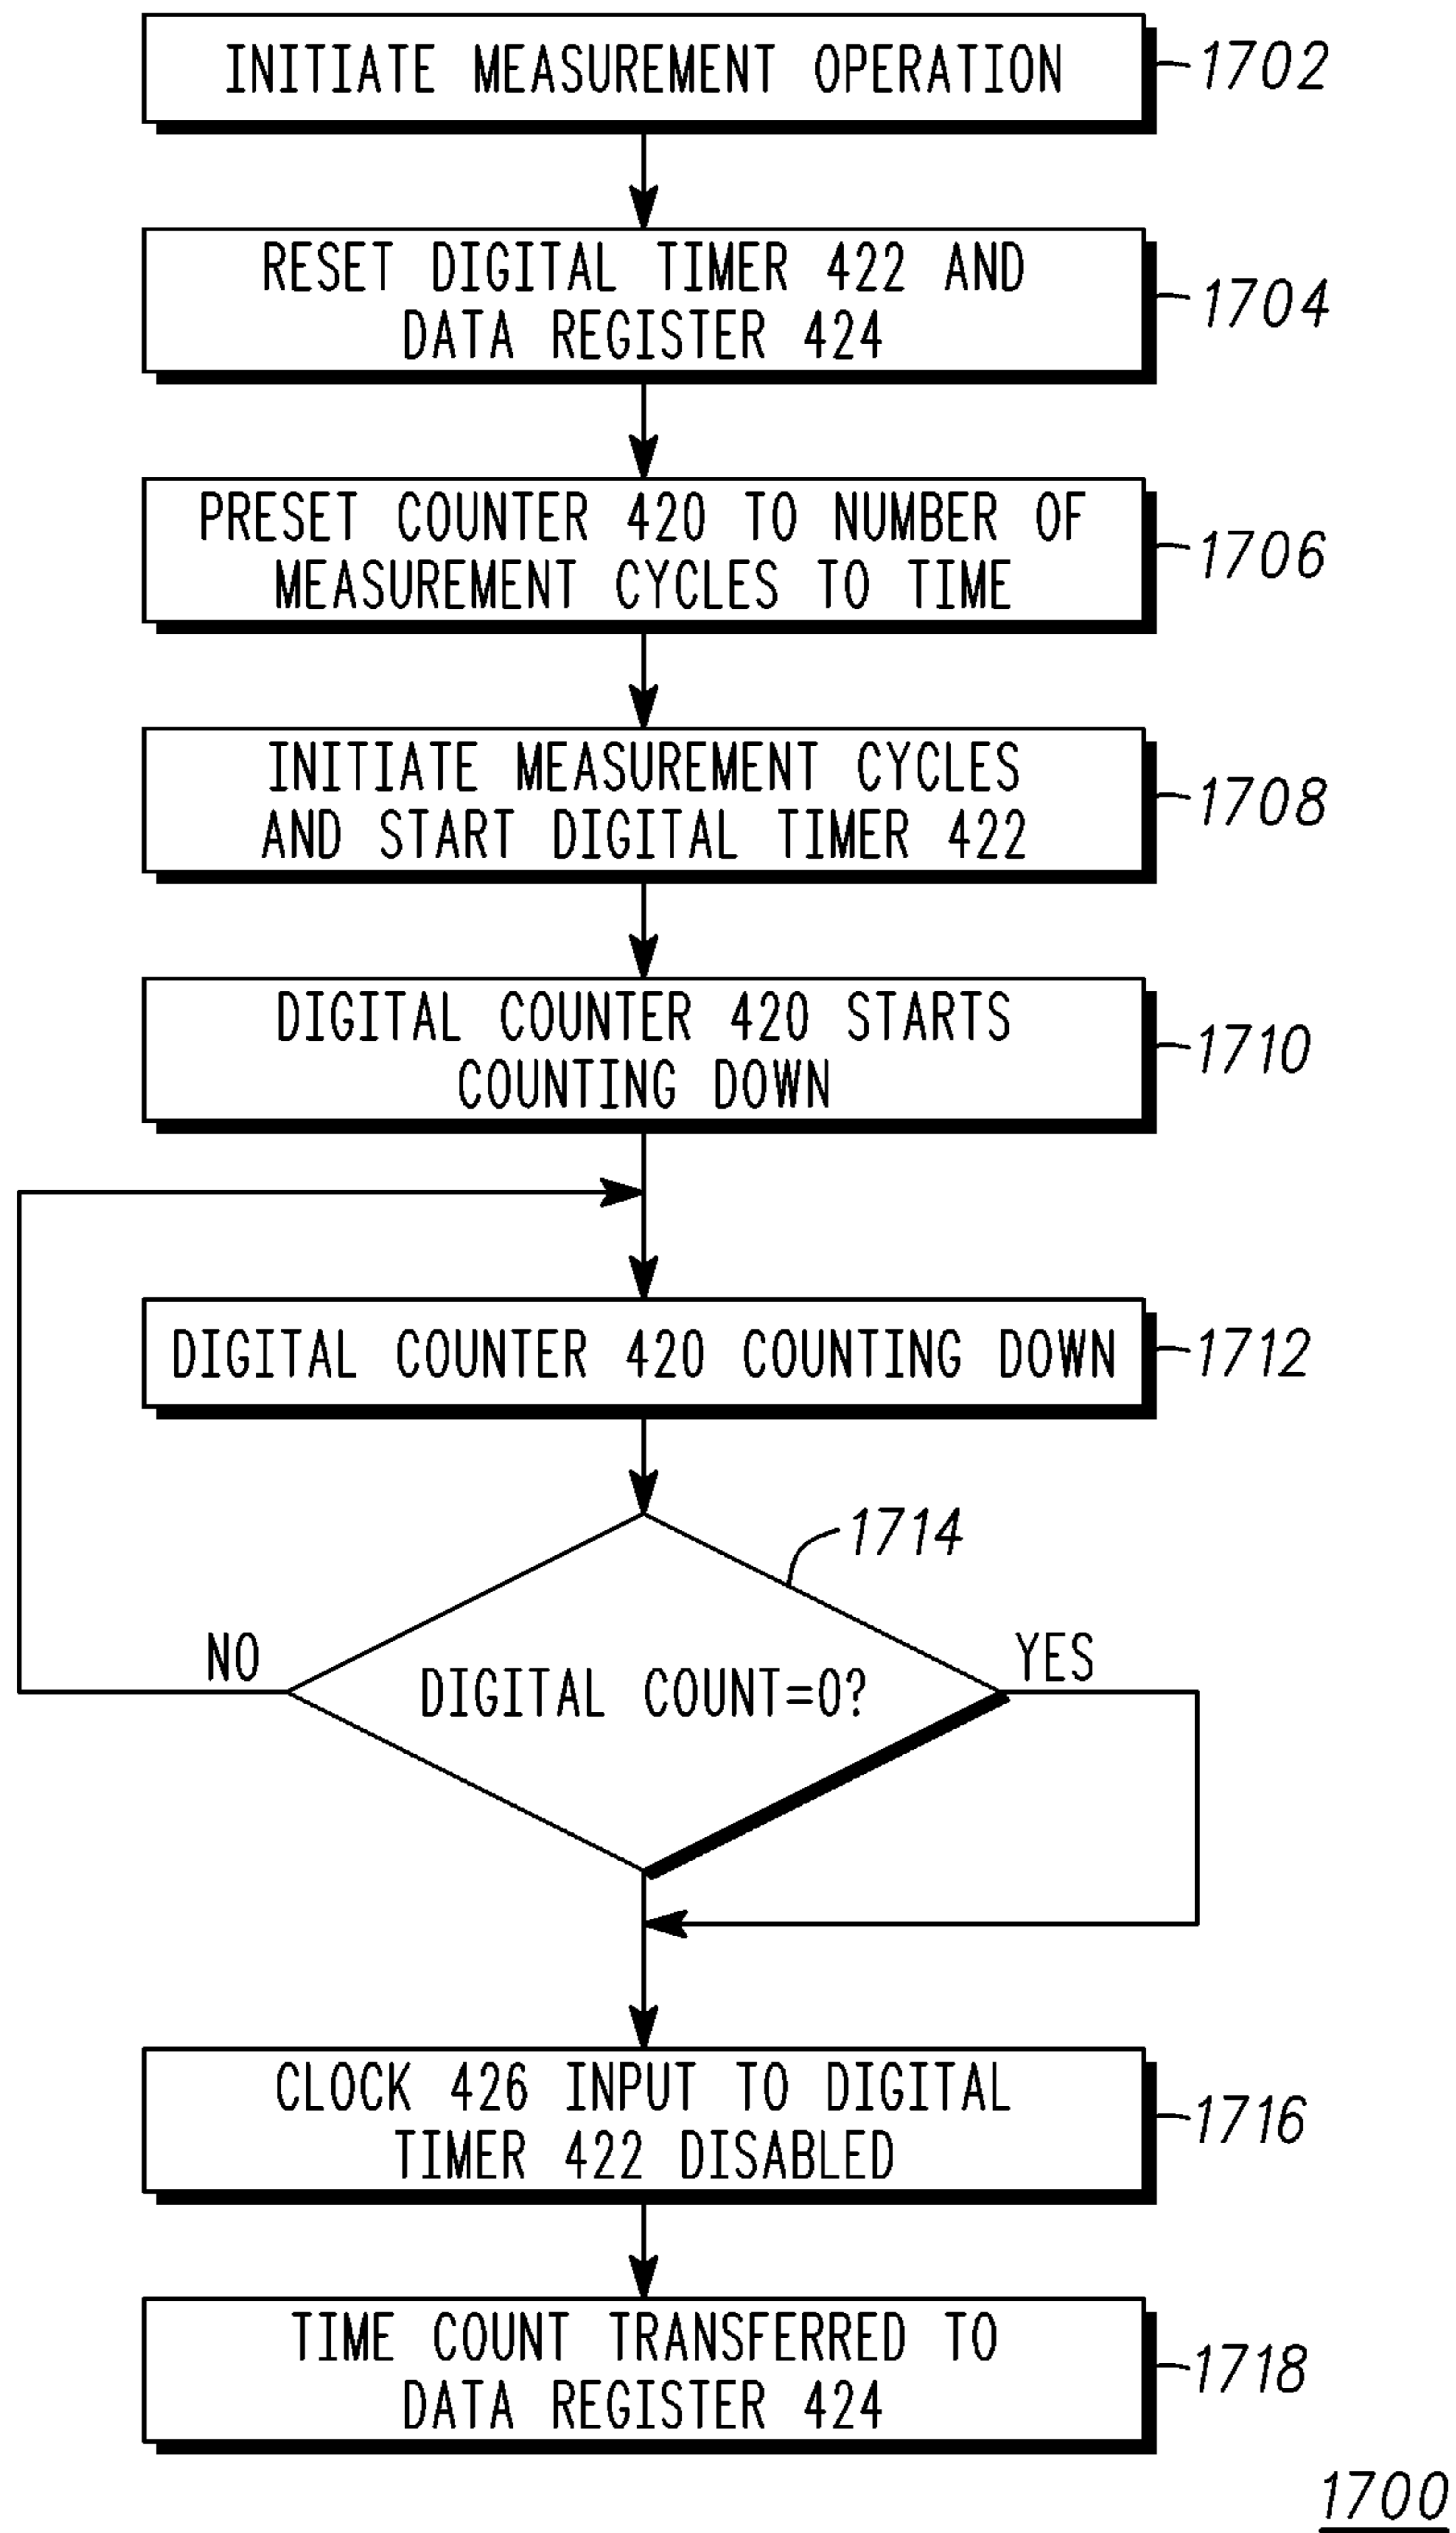 INITIATE MEASUREMENT OPERATION
1702
RESET DIGITAL TIMER 422 AND
DATA REGISTER 424
1704
PRESET COUNTER 420 TO NUMBER OF
MEASUREMENT CYCLES TO TIME
1706
INITIATE MEASUREMENT CYCLES
AND START DIGITAL TIMER 422
1708
DIGITAL COUNTER 420 STARTS
COUNTING DOWN
1710
DIGITAL COUNTER 420 COUNTING DOWN
1712
1714
NO
DIGITAL COUNT=0?
YES
CLOCK 426 INPUT TO DIGITAL
TIMER 422 DISABLED
1716
TIME COUNT TRANSFERRED TO
DATA REGISTER 424
1718
1700